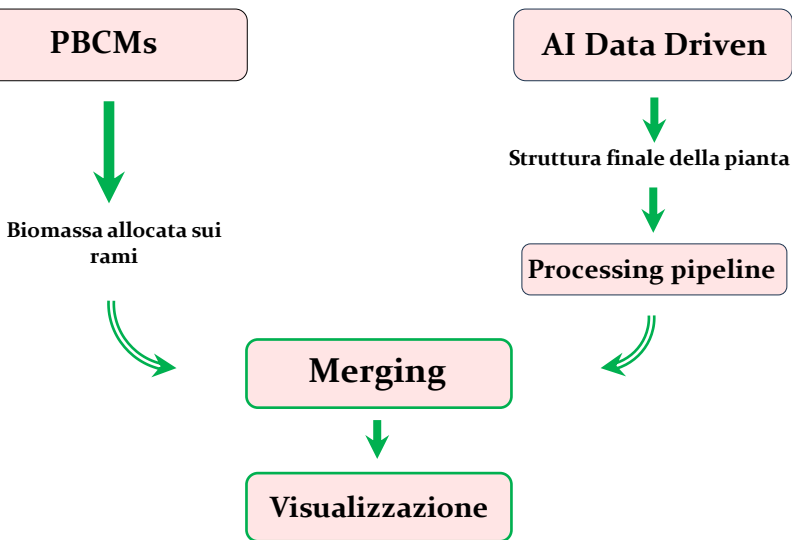 PBCMs
AI Data Driven
Struttura finale della pianta
Biomassa allocata sui
rami
Processing pipeline
Merging
Visualizzazione